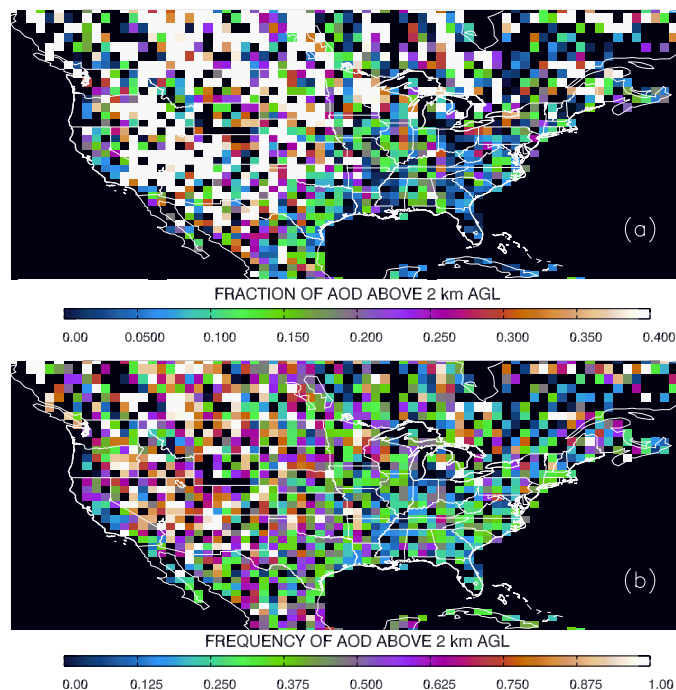 (a)
FRACTION OF AOD ABOVE 2 km AGL
0.00 0.0500 0.100 0.150 0.200 0.250 0.300 0.350 0.400
(b)
FREQUENCY OF AOD ABOVE 2 km AGL
0.00 0.125 0.250 0.375 0.500 0.625 0.750 0.875 1.00